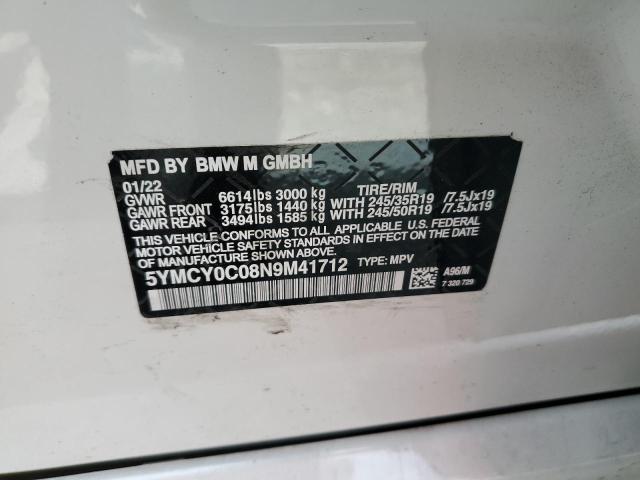 MFD BY BMW M GMBH
01/22 TIRE/RIM
GVWR 6614lbs 3000 kg
GAWR FRONT 3175lbs 1440 kg WITH 245/35R19 /7.5Jx19
GAWR REAR 3494lbs 1585 kg WITH 245/50R19 /7.5Jx19
THIS VEHICLE CONFORMS TO ALL APPLICABLE U.S. FEDERAL
MOTOR VEHICLE SAFETY STANDARDS IN EFFECT ON THE DATE
OF MANUFACTURE SHOWN ABOVE.
5YMCY0C08N9M41712 TYPE: MPV
A96/M
7 320 729